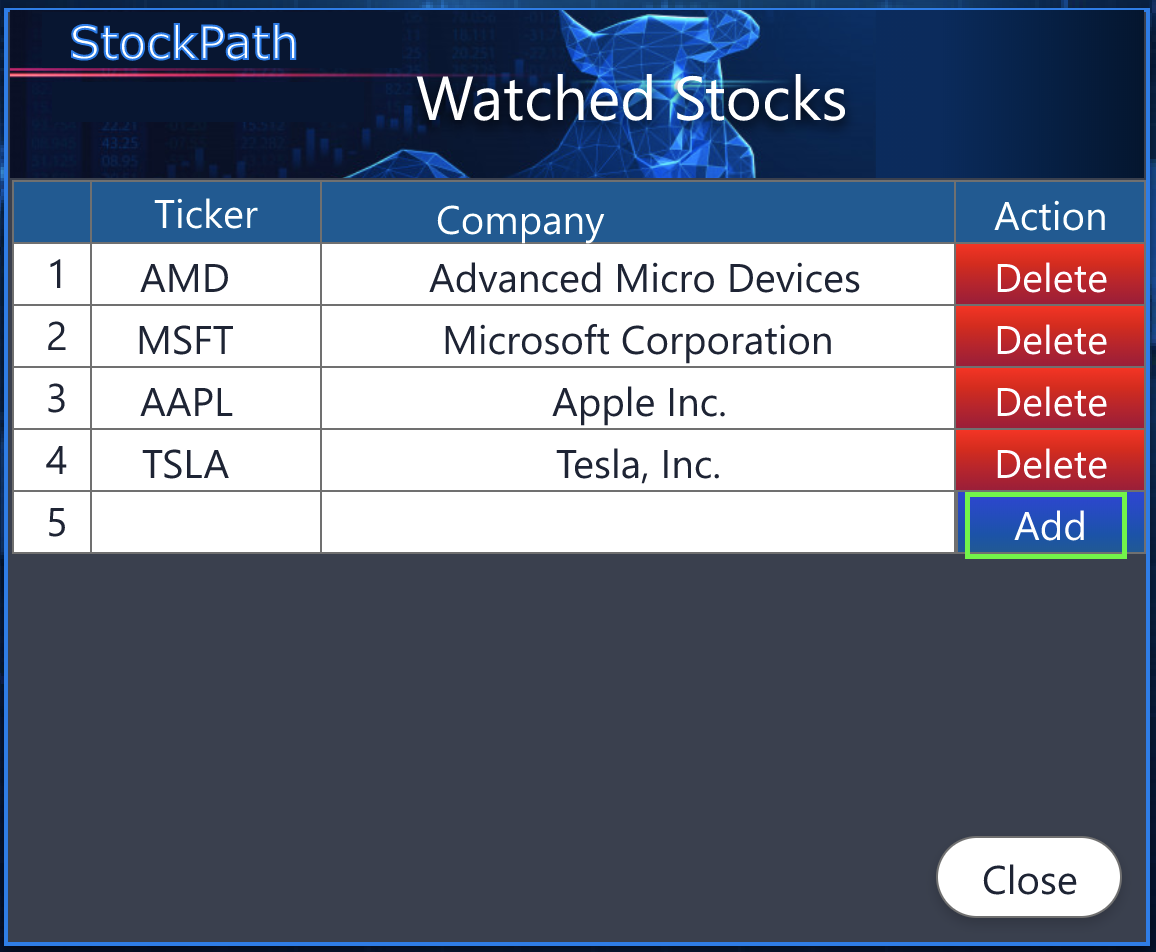 StockPath
Watched Stocks
Ticker Company Action
1 AMD Advanced Micro Devices Delete
2 MSFT Microsoft Corporation Delete
3 AAPL Apple Inc. Delete
4 TSLA Tesla, Inc. Delete
5 Add
Close